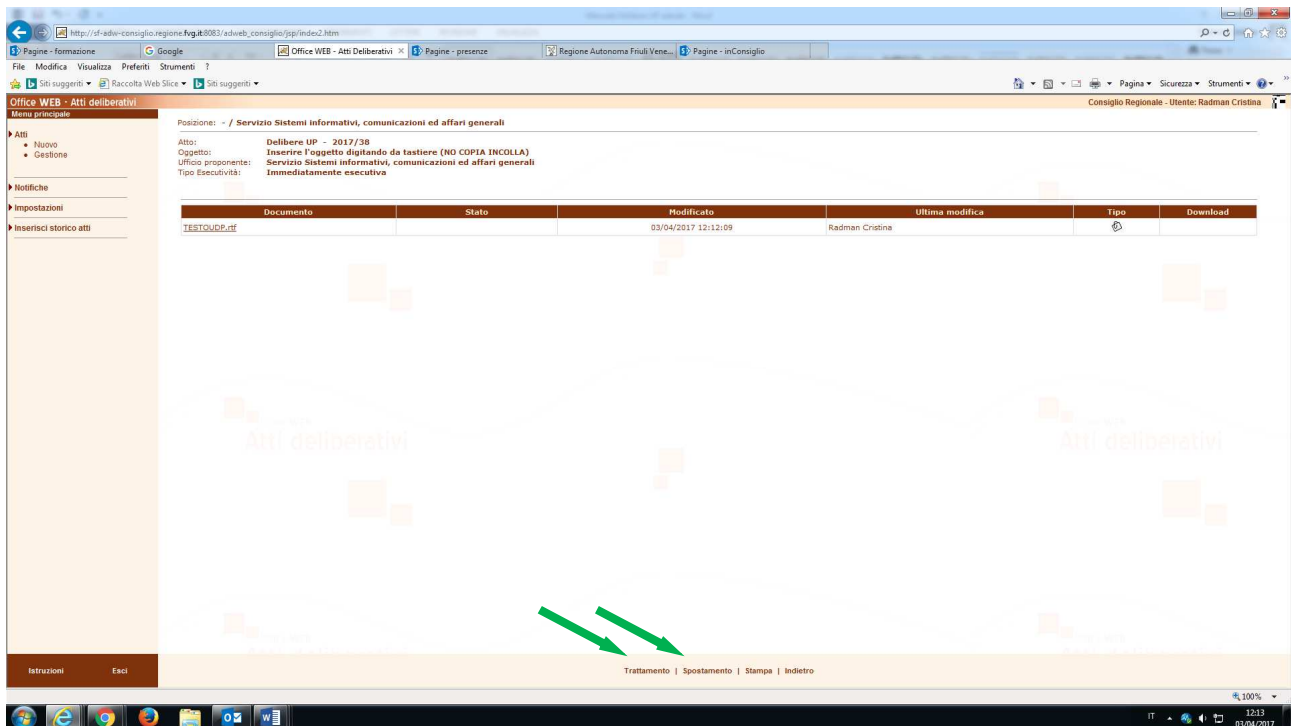 http://sf-adw-consiglio.regione.fvg.it:8083/adweb_consiglio/jsp/index2.htm
Pagine - formazione
Google
Office WEB - Atti Deliberativi
Pagine - presenze
Regione Autonoma Friuli Vene...
Pagine - inConsiglio
File Modifica Visualizza Preferiti Strumenti ?
Siti suggeriti Raccolta Web Slice Siti suggeriti
Pagina Sicurezza Strumenti
Office WEB - Atti deliberativi
Consiglio Regionale - Utente: Radman Cristina
Menu principale
Atti
• Nuovo
• Gestione
Notifiche
Impostazioni
Inserisci storico atti
Posizione: - / Servizio Sistemi informativi, comunicazioni ed affari generali
Atto: Delibere UP - 2017/38
Oggetto: Inserire l'oggetto digitando da tastiere (NO COPIA INCOLLA)
Ufficio proponente: Servizio Sistemi informativi, comunicazioni ed affari generali
Tipo Esecutività: Immediatamente esecutiva
Documento Stato Modificato Ultima modifica Tipo Download
TESTOUDP.rtf 03/04/2017 12:12:09 Radman Cristina
Atti deliberativi
Atti deliberativi
Istruzioni Esci
Trattamento | Spostamento | Stampa | Indietro
100%
IT
12:13
03/04/2017